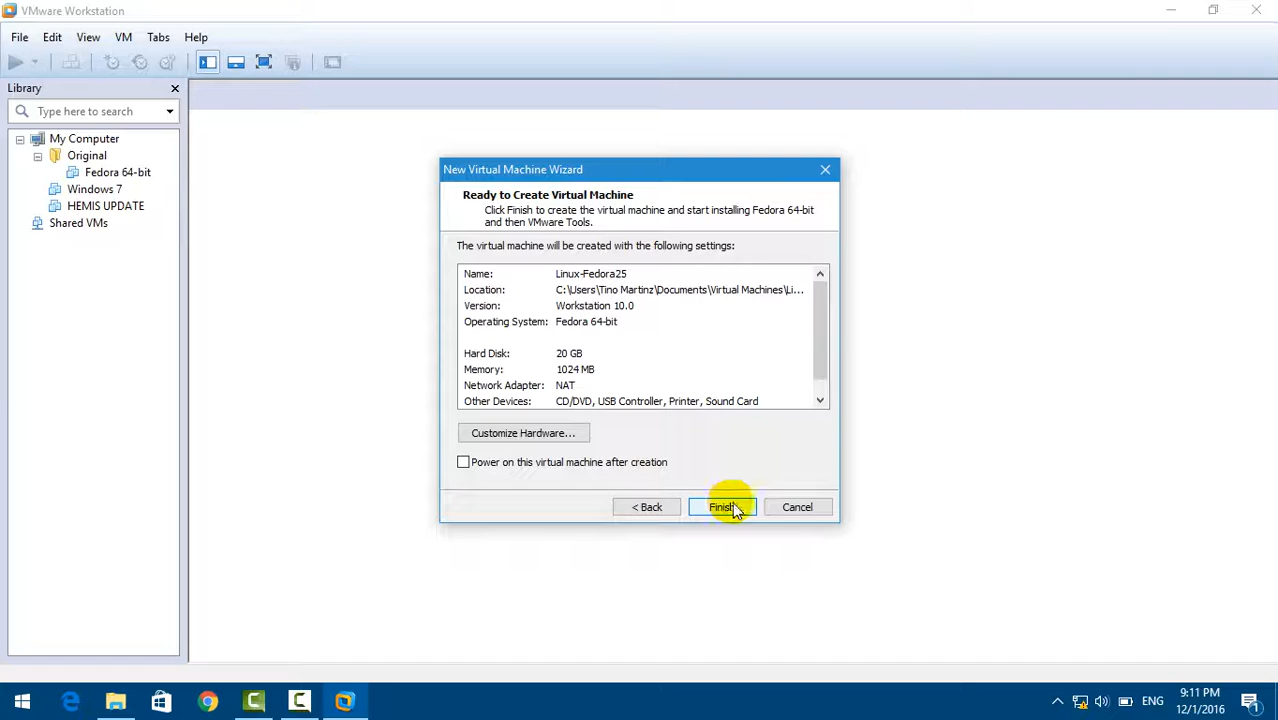 VMware Workstation
File Edit View VM Tabs Help
Library
Type here to search
My Computer
Original
Fedora 64-bit
Windows 7
HEMIS UPDATE
Shared VMs
New Virtual Machine Wizard
Ready to Create Virtual Machine
Click Finish to create the virtual machine and start installing Fedora 64-bit
and then VMware Tools.
The virtual machine will be created with the following settings:
Name: Linux-Fedora25
Location: C:\Users\Tino Martinz\Documents\Virtual Machines\Li...
Version: Workstation 10.0
Operating System: Fedora 64-bit
Hard Disk: 20 GB
Memory: 1024 MB
Network Adapter: NAT
Other Devices: CD/DVD, USB Controller, Printer, Sound Card
Customize Hardware...
Power on this virtual machine after creation
< Back Finish Cancel
ENG
9:11 PM
12/1/2016
1